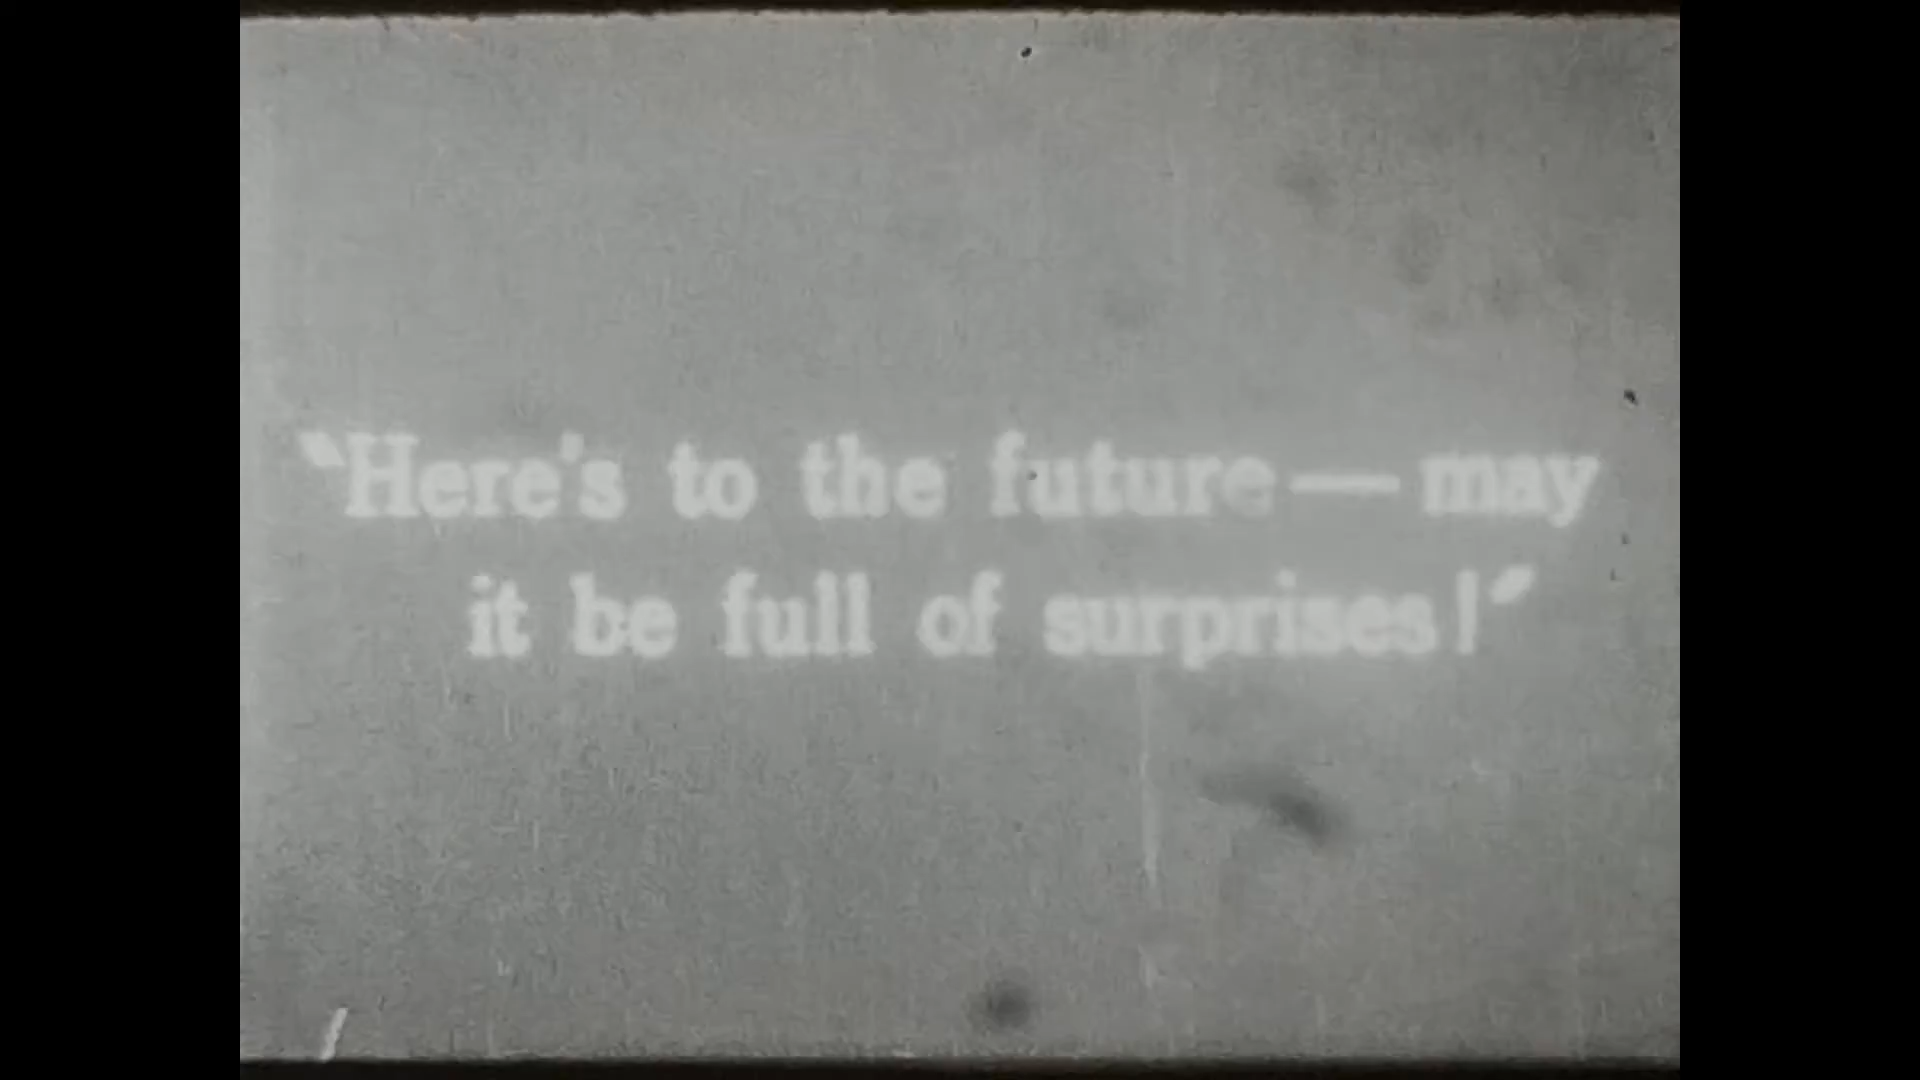 "Here's to the future — may
it be full of surprises!"